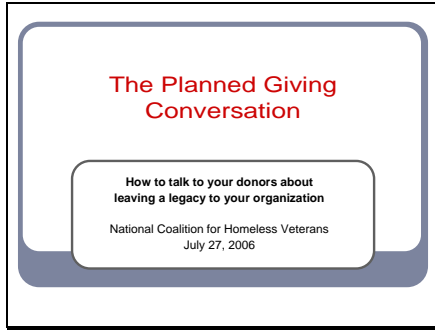 The Planned Giving
Conversation
How to talk to your donors about
leaving a legacy to your organization
National Coalition for Homeless Veterans
July 27, 2006